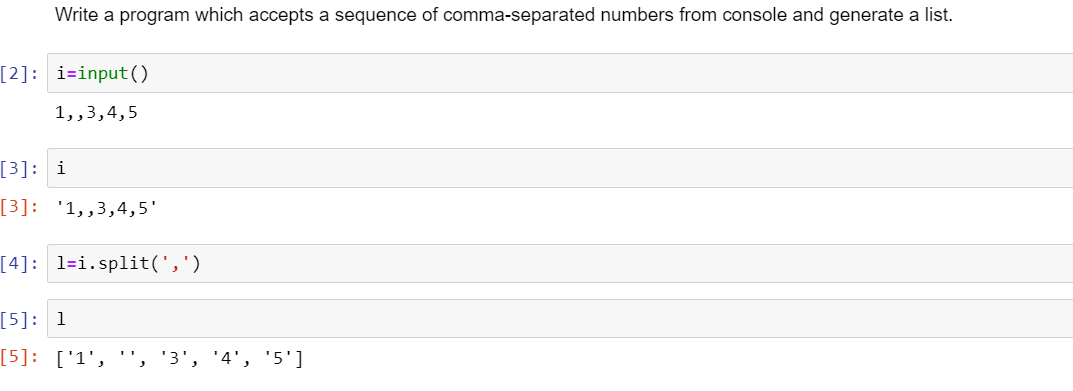 Write a program which accepts a sequence of comma-separated numbers from console and generate a list.
[2]: i=input()
1,,3,4,5
[3]: i
[3]: '1,,3,4,5'
[4]: l=i.split(',')
[5]: l
[5]: ['1', '', '3', '4', '5']